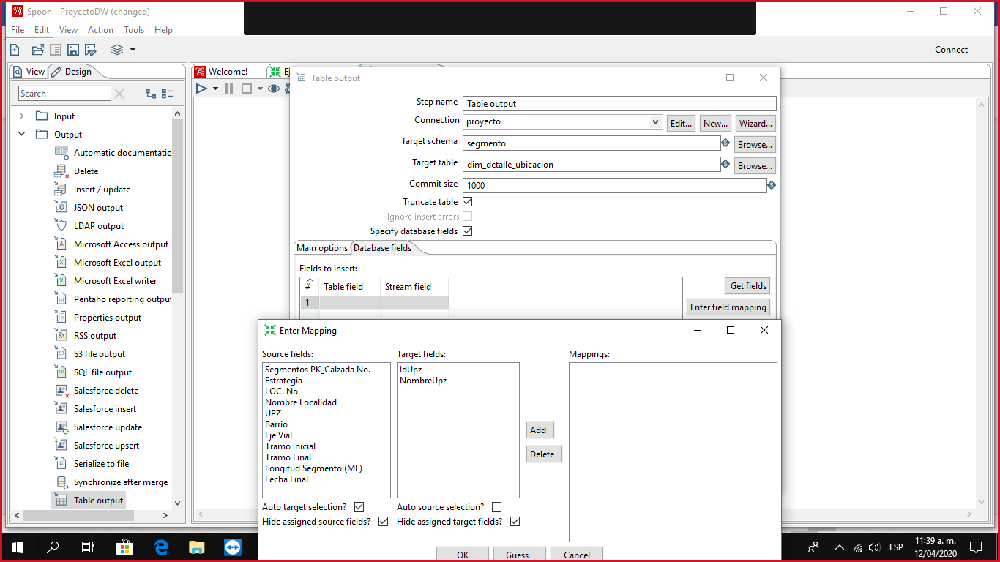 Spoon - ProyectoDW (changed)
File Edit View Action Tools Help
Connect
View Design
Welcome!
Search
Input
Output
Automatic documentatio
Delete
Insert / update
JSON output
LDAP output
Microsoft Access output
Microsoft Excel output
Microsoft Excel writer
Pentaho reporting output
Properties output
RSS output
S3 file output
SQL file output
Salesforce delete
Salesforce insert
Salesforce update
Salesforce upsert
Serialize to file
Synchronize after merge
Table output
Table output
Step name Table output
Connection proyecto Edit... New... Wizard...
Target schema segmento Browse...
Target table dim_detalle_ubicacion Browse...
Commit size 1000
Truncate table
Ignore insert errors
Specify database fields
Main options Database fields
Fields to insert:
# Table field Stream field
1
Get fields
Enter field mapping
Enter Mapping
Source fields: Target fields: Mappings:
Segmentos PK_Calzada No.
Estrategia
LOC. No.
Nombre Localidad
UPZ
Barrio
Eje Vial
Tramo Inicial
Tramo Final
Longitud Segmento (ML)
Fecha Final
IdUpz
NombreUpz
Add
Delete
Auto target selection? Auto source selection?
Hide assigned source fields? Hide assigned target fields?
OK Guess Cancel
ESP
11:39 a. m.
12/04/2020